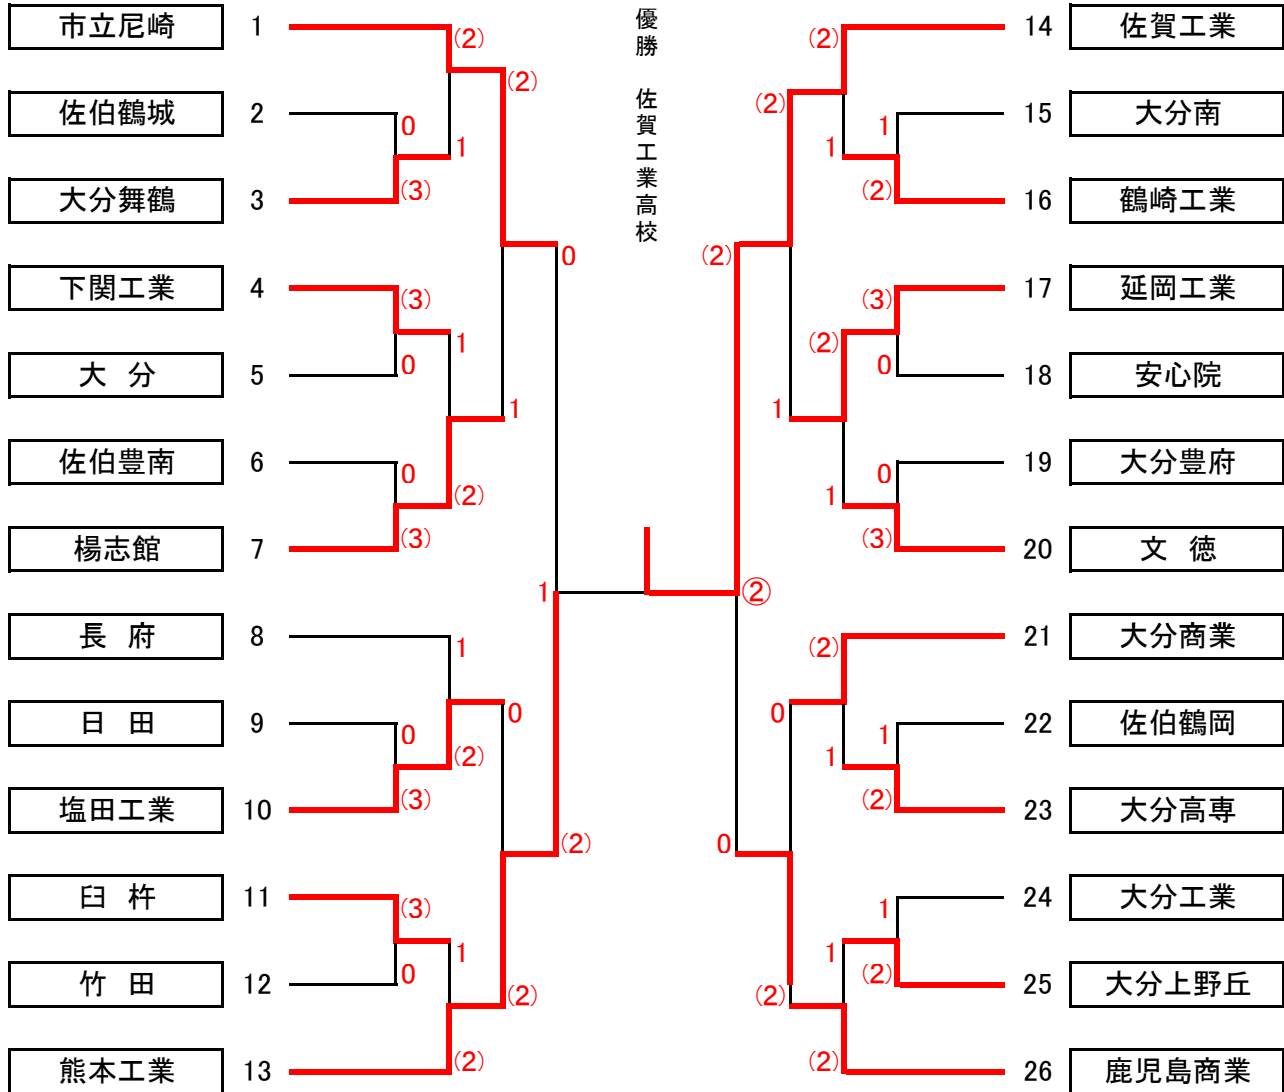 市立尼崎 1
佐伯鶴城 2
大分舞鶴 3
下関工業 4
大 分 5
佐伯豊南 6
楊志館 7
長 府 8
日 田 9
塩田工業 10
臼 杵 11
竹 田 12
熊本工業 13
(2)
0
(3)
(3)
0
0
(3)
0
(3)
(3)
0
1
1
(2)
1
(2)
1
(2)
(2)
1
0
(2)
0
(2)
1
優勝 佐賀工業高校
②
(2)
0
(2)
1
0
(2)
(2)
1
(2)
1
(2)
1
1
(2)
1
(2)
(3)
0
0
(3)
1
(2)
1
(2)
14 佐賀工業
15 大分南
16 鶴崎工業
17 延岡工業
18 安心院
19 大分豊府
20 文 徳
21 大分商業
22 佐伯鶴岡
23 大分高専
24 大分工業
25 大分上野丘
26 鹿児島商業